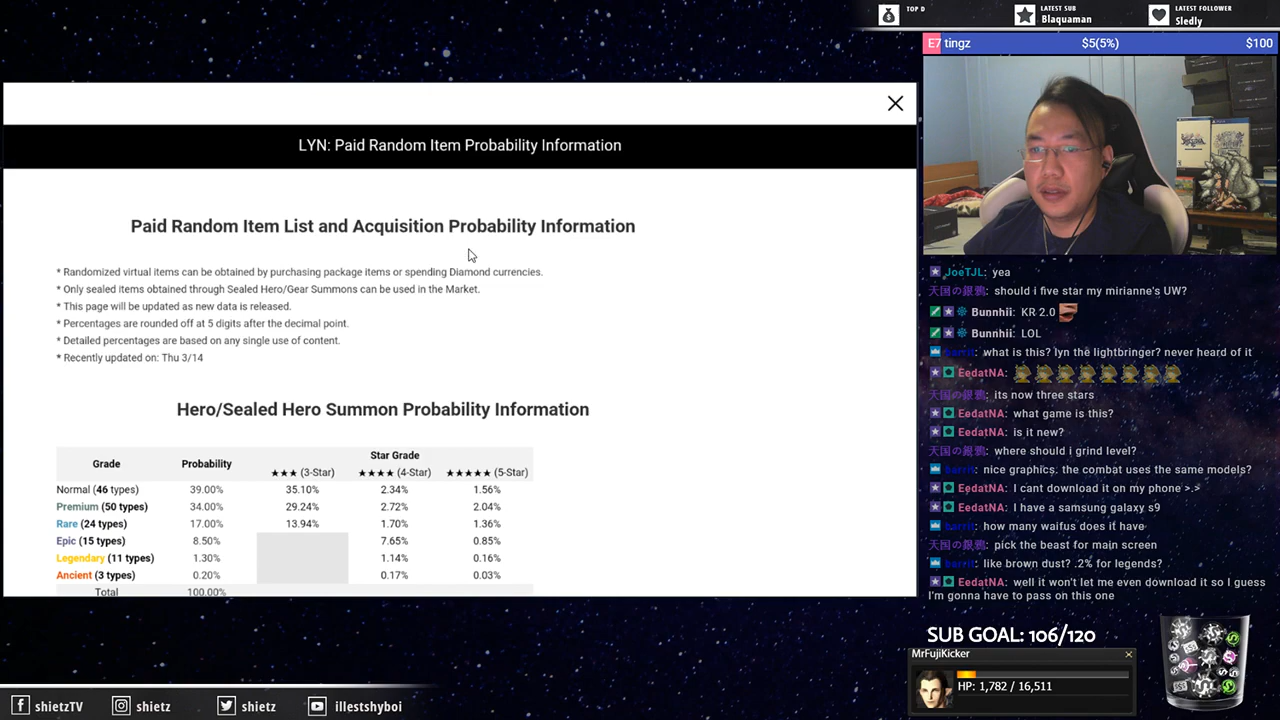 TOP D
LATEST SUB
Blaquaman
LATEST FOLLOWER
Sledly
E7 tingz $5(5%) $100
LYN: Paid Random Item Probability Information
Paid Random Item List and Acquisition Probability Information
* Randomized virtual items can be obtained by purchasing package items or spending Diamond currencies.
* Only sealed items obtained through Sealed Hero/Gear Summons can be used in the Market.
* This page will be updated as new data is released.
* Percentages are rounded off at 5 digits after the decimal point.
* Detailed percentages are based on any single use of content.
* Recently updated on: Thu 3/14
Hero/Sealed Hero Summon Probability Information
Grade Probability Star Grade
★★★ (3-Star) ★★★★ (4-Star) ★★★★★ (5-Star)
Normal (46 types) 39.00% 35.10% 2.34% 1.56%
Premium (50 types) 34.00% 29.24% 2.72% 2.04%
Rare (24 types) 17.00% 13.94% 1.70% 1.36%
Epic (15 types) 8.50% 7.65% 0.85%
Legendary (11 types) 1.30% 1.14% 0.16%
Ancient (3 types) 0.20% 0.17% 0.03%
Total 100.00%
JoeTJL: yea
天国の銀鴉: should i five star my mirianne's UW?
Bunnhii: KR 2.0
Bunnhii: LOL
barrit: what is this? lyn the lightbringer? never heard of it
EedatNA:
天国の銀鴉: its now three stars
EedatNA: what game is this?
EedatNA: is it new?
天国の銀鴉: where should i grind level?
barrit: nice graphics. the combat uses the same models?
EedatNA: I cant download it on my phone >.>
EedatNA: I have a samsung galaxy s9
barrit: how many waifus does it have
天国の銀鴉: pick the beast for main screen
barrit: like brown dust? .2% for legends?
EedatNA: well it won't let me even download it so I guess
I'm gonna have to pass on this one
SUB GOAL: 106/120
MrFujiKicker
HP: 1,782 / 16,511
shietzTV shietz shietz illestshyboi